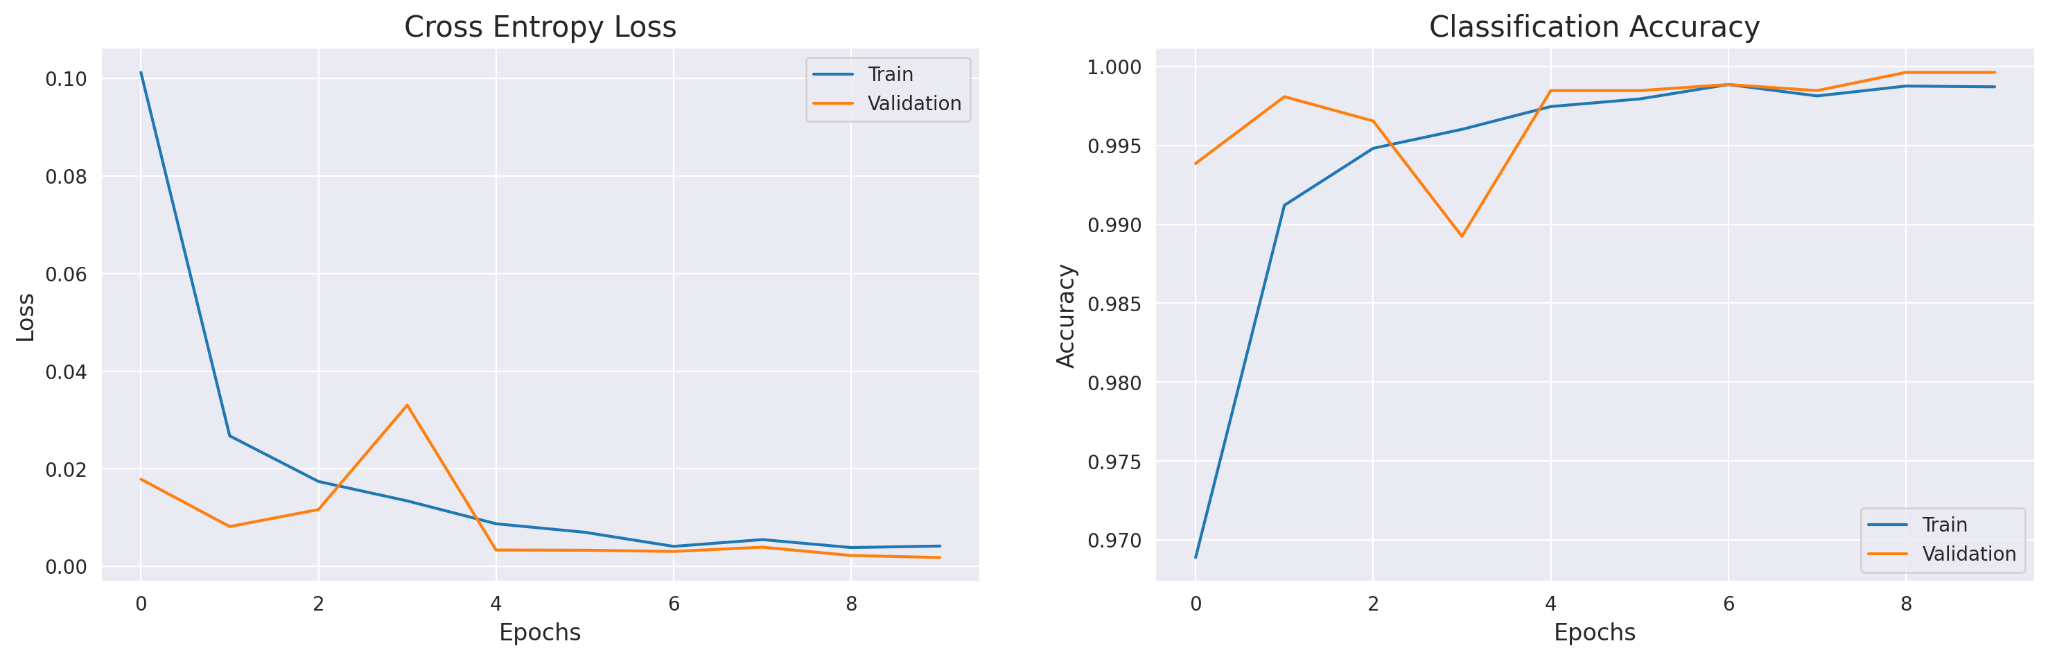 Cross Entropy Loss
Train
Validation
Loss
0.10
0.08
0.06
0.04
0.02
0.00
0 2 4 6 8
Epochs
Classification Accuracy
Accuracy
1.000
0.995
0.990
0.985
0.980
0.975
0.970
Train
Validation
0 2 4 6 8
Epochs